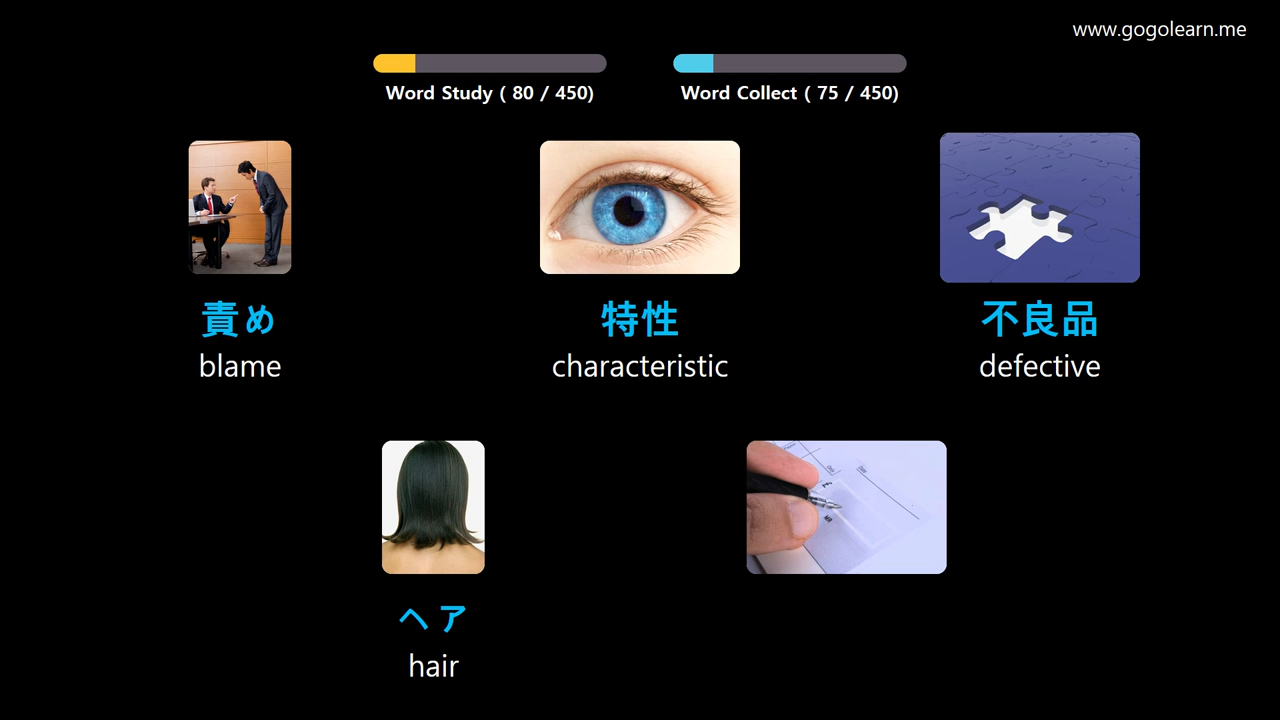 www.gogolearn.me
Word Study ( 80 / 450)
Word Collect ( 75 / 450)
責め
blame
特性
characteristic
不良品
defective
ヘア
hair